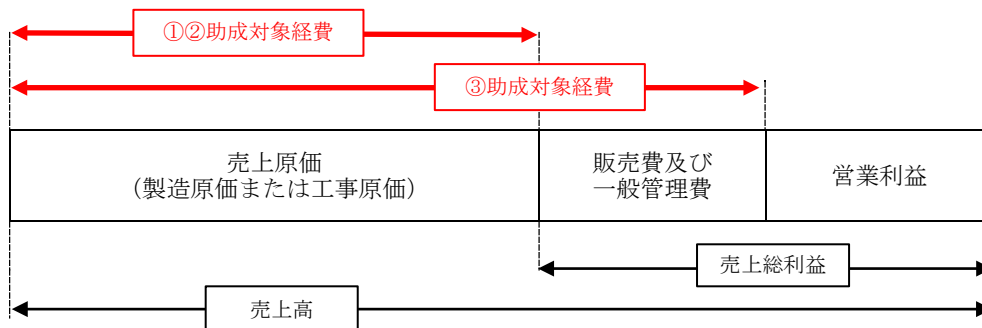 ①②助成対象経費
③助成対象経費
売上原価
（製造原価または工事原価）
販売費及び
一般管理費
営業利益
売上総利益
売上高